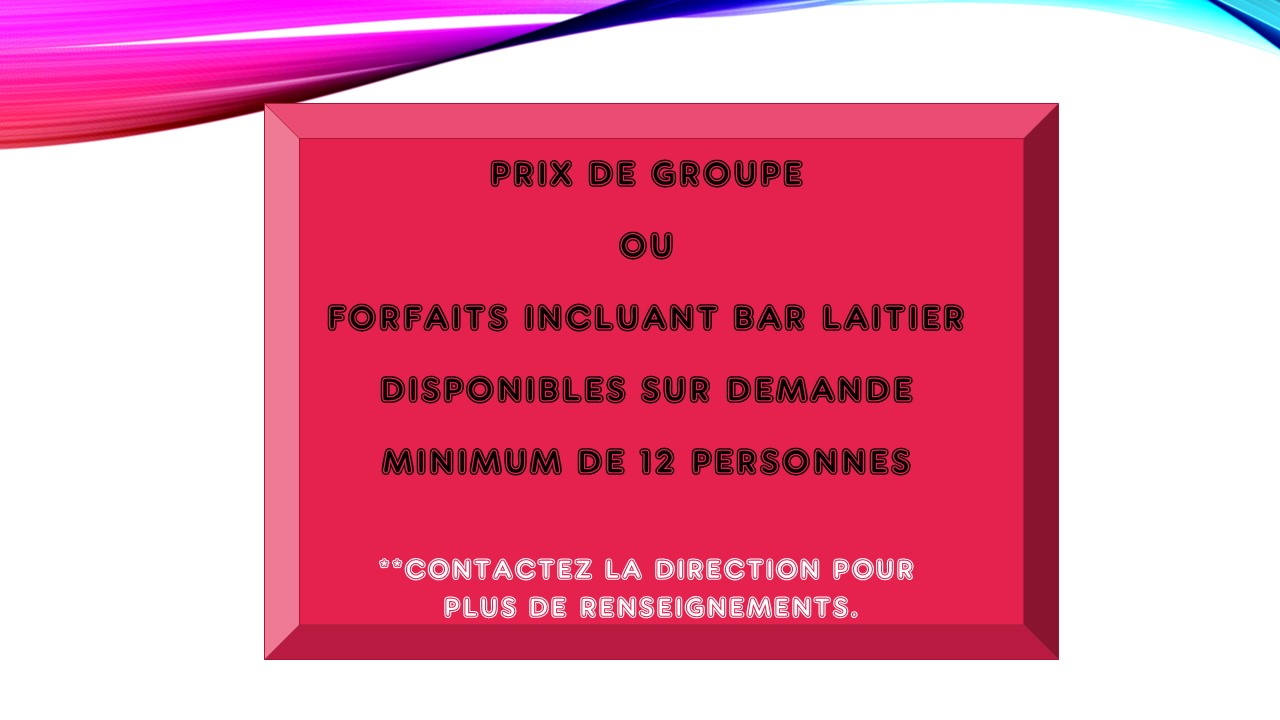 PRIX DE GROUPE
OU
FORFAITS INCLUANT BAR LAITIER
DISPONIBLES SUR DEMANDE
MINIMUM DE 12 PERSONNES
**CONTACTEZ LA DIRECTION POUR
PLUS DE RENSEIGNEMENTS.